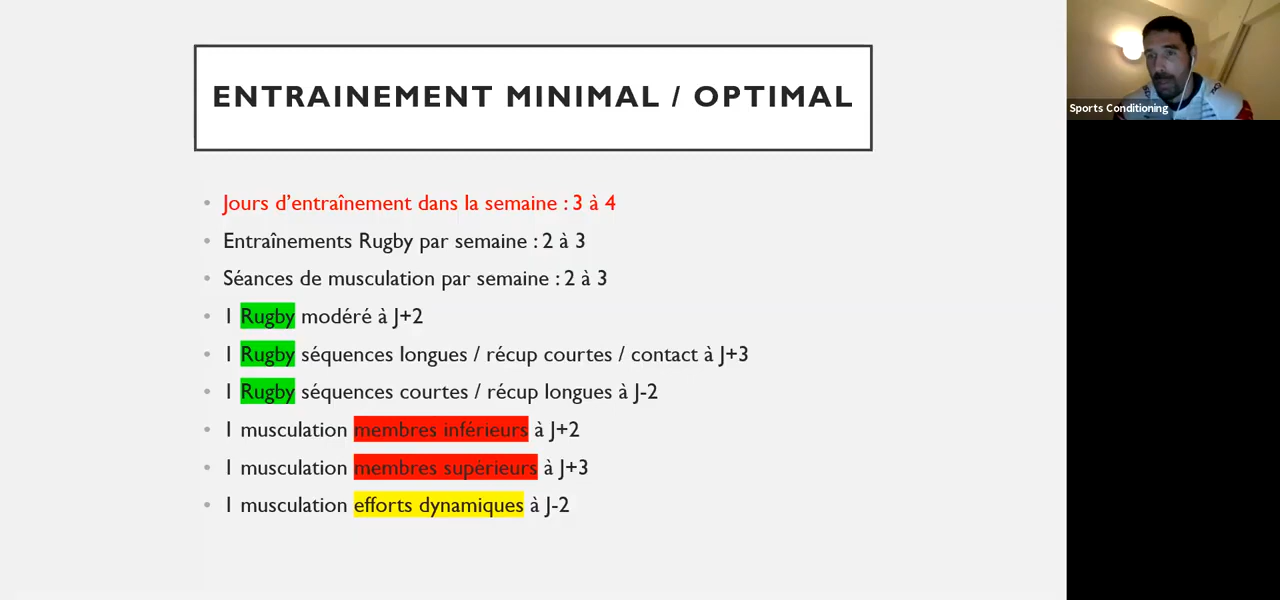 ENTRAINEMENT MINIMAL / OPTIMAL
Sports Conditioning
• Jours d’entraînement dans la semaine : 3 à 4
• Entraînements Rugby par semaine : 2 à 3
• Séances de musculation par semaine : 2 à 3
• 1 Rugby modéré à J+2
• 1 Rugby séquences longues / récup courtes / contact à J+3
• 1 Rugby séquences courtes / récup longues à J-2
• 1 musculation membres inférieurs à J+2
• 1 musculation membres supérieurs à J+3
• 1 musculation efforts dynamiques à J-2